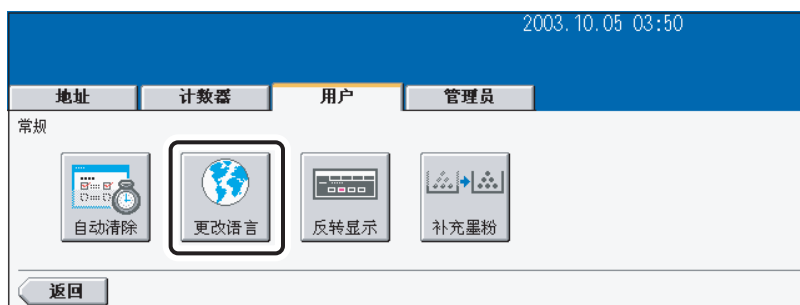 2003.10.05 03:50
地址 计数器 用户 管理员
常规
自动清除 更改语言 反转显示 补充墨粉
返回